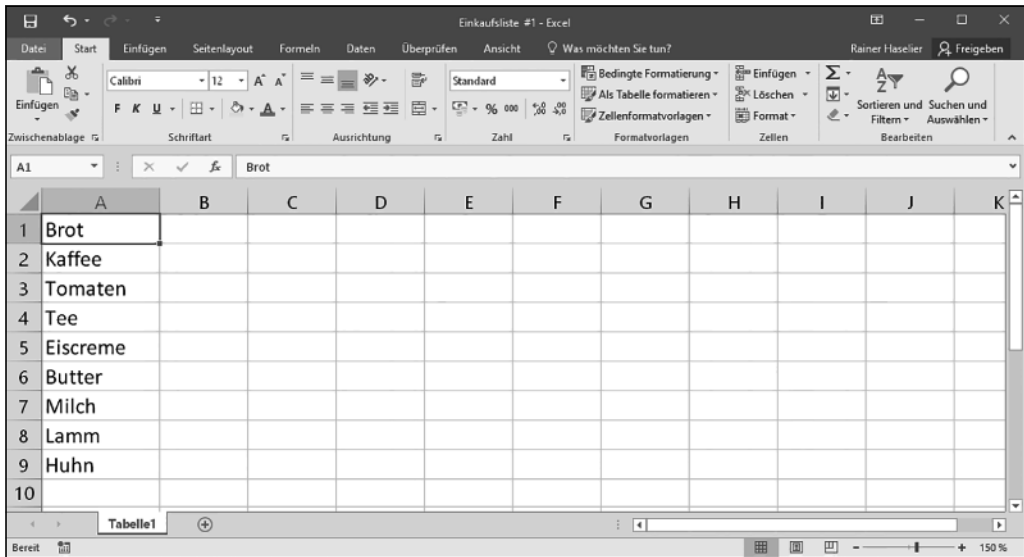 Einkaufsliste #1 - Excel
Datei Start Einfügen Seitenlayout Formeln Daten Überprüfen Ansicht Was möchten Sie tun? Rainer Haselier Freigeben
Calibri 12 Standard Bedingte Formatierung Einfügen
Einfügen Als Tabelle formatieren Löschen Sortieren und Suchen und
F K U % 000 Zellenformatvorlagen Format Filtern Auswählen
Zwischenablage Schriftart Ausrichtung Zahl Formatvorlagen Zellen Bearbeiten
A1 fx Brot
A B C D E F G H I J K
1 Brot
2 Kaffee
3 Tomaten
4 Tee
5 Eiscreme
6 Butter
7 Milch
8 Lamm
9 Huhn
10
Tabelle1
Bereit 150 %